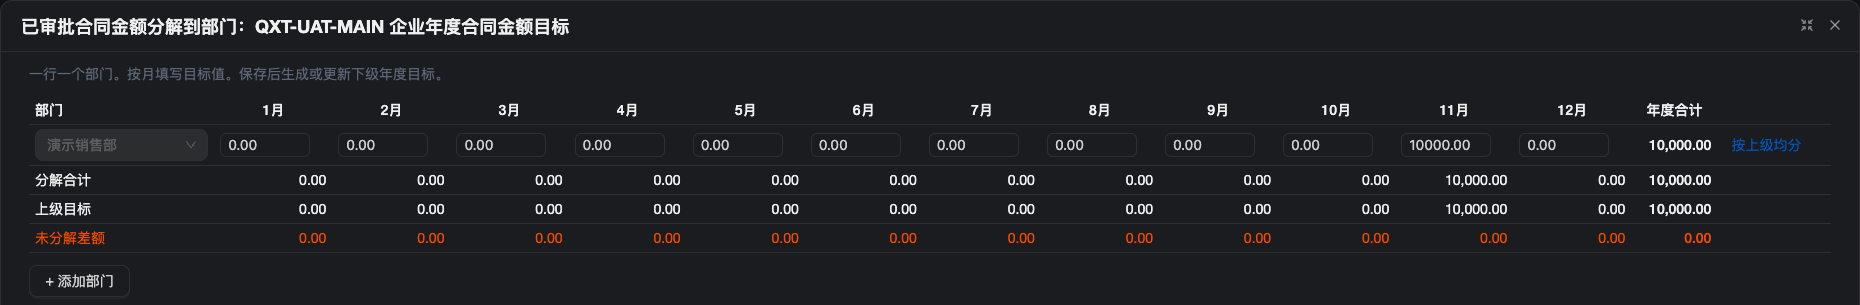 已审批合同金额分解到部门：QXT-UAT-MAIN 企业年度合同金额目标
一行一个部门。按月填写目标值。保存后生成或更新下级年度目标。
部门 1月 2月 3月 4月 5月 6月 7月 8月 9月 10月 11月 12月 年度合计
演示销售部 0.00 0.00 0.00 0.00 0.00 0.00 0.00 0.00 0.00 0.00 10000.00 0.00 10,000.00 按上级均分
分解合计 0.00 0.00 0.00 0.00 0.00 0.00 0.00 0.00 0.00 0.00 10,000.00 0.00 10,000.00
上级目标 0.00 0.00 0.00 0.00 0.00 0.00 0.00 0.00 0.00 0.00 10,000.00 0.00 10,000.00
未分解差额 0.00 0.00 0.00 0.00 0.00 0.00 0.00 0.00 0.00 0.00 0.00 0.00 0.00
+ 添加部门